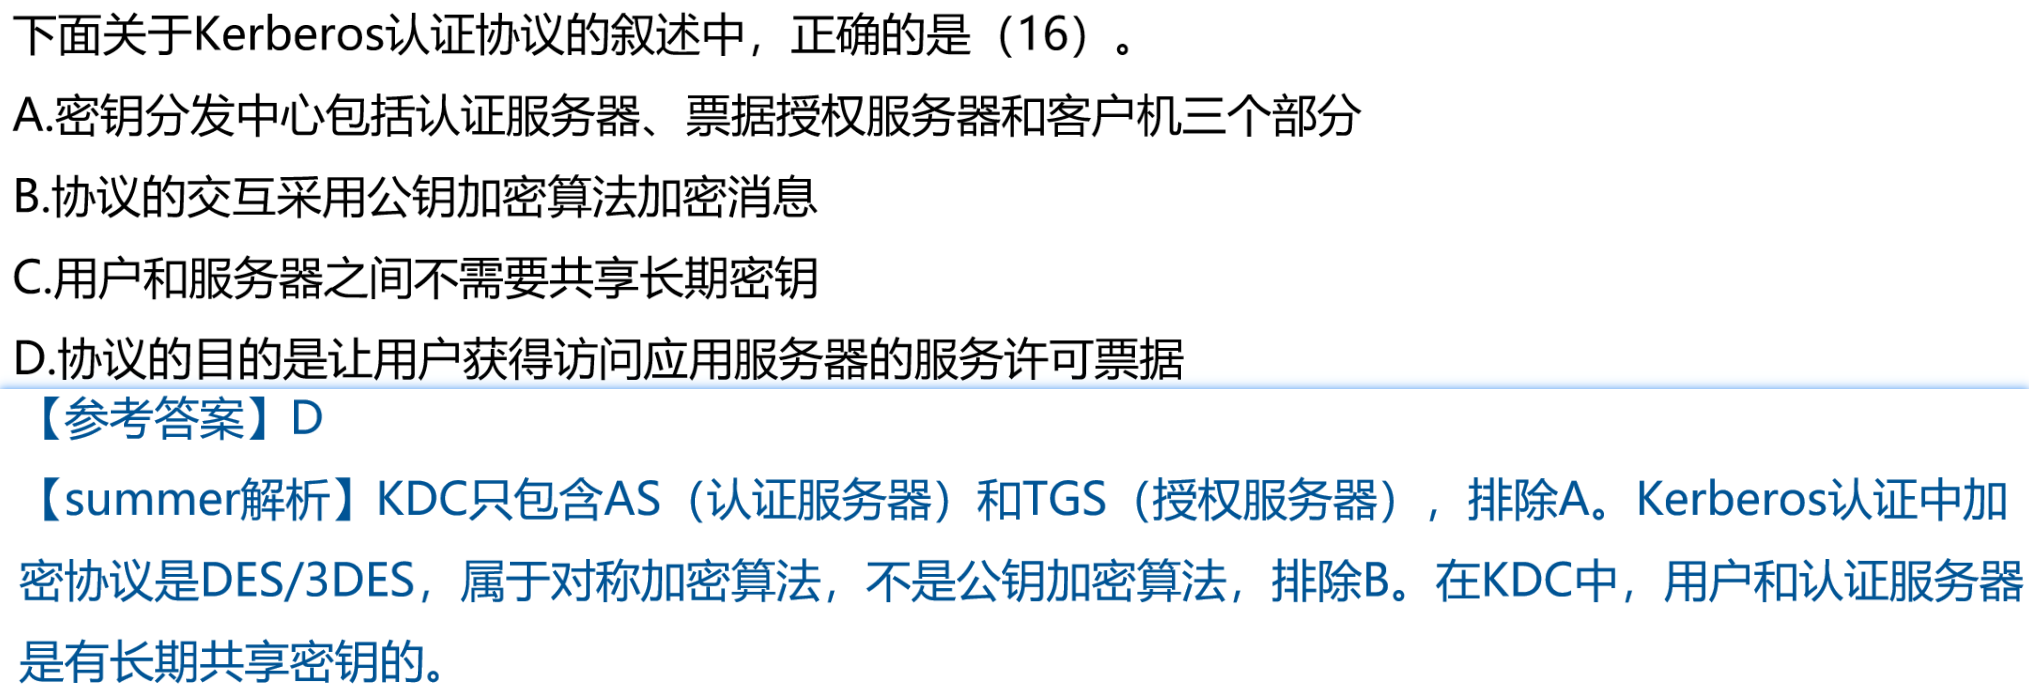 下面关于Kerberos认证协议的叙述中，正确的是（16）。
A.密钥分发中心包括认证服务器、票据授权服务器和客户机三个部分
B.协议的交互采用公钥加密算法加密消息
C.用户和服务器之间不需要共享长期密钥
D.协议的目的是让用户获得访问应用服务器的服务许可票据
【参考答案】D
【summer解析】KDC只包含AS（认证服务器）和TGS（授权服务器），排除A。Kerberos认证中加
密协议是DES/3DES，属于对称加密算法，不是公钥加密算法，排除B。在KDC中，用户和认证服务器
是有长期共享密钥的。